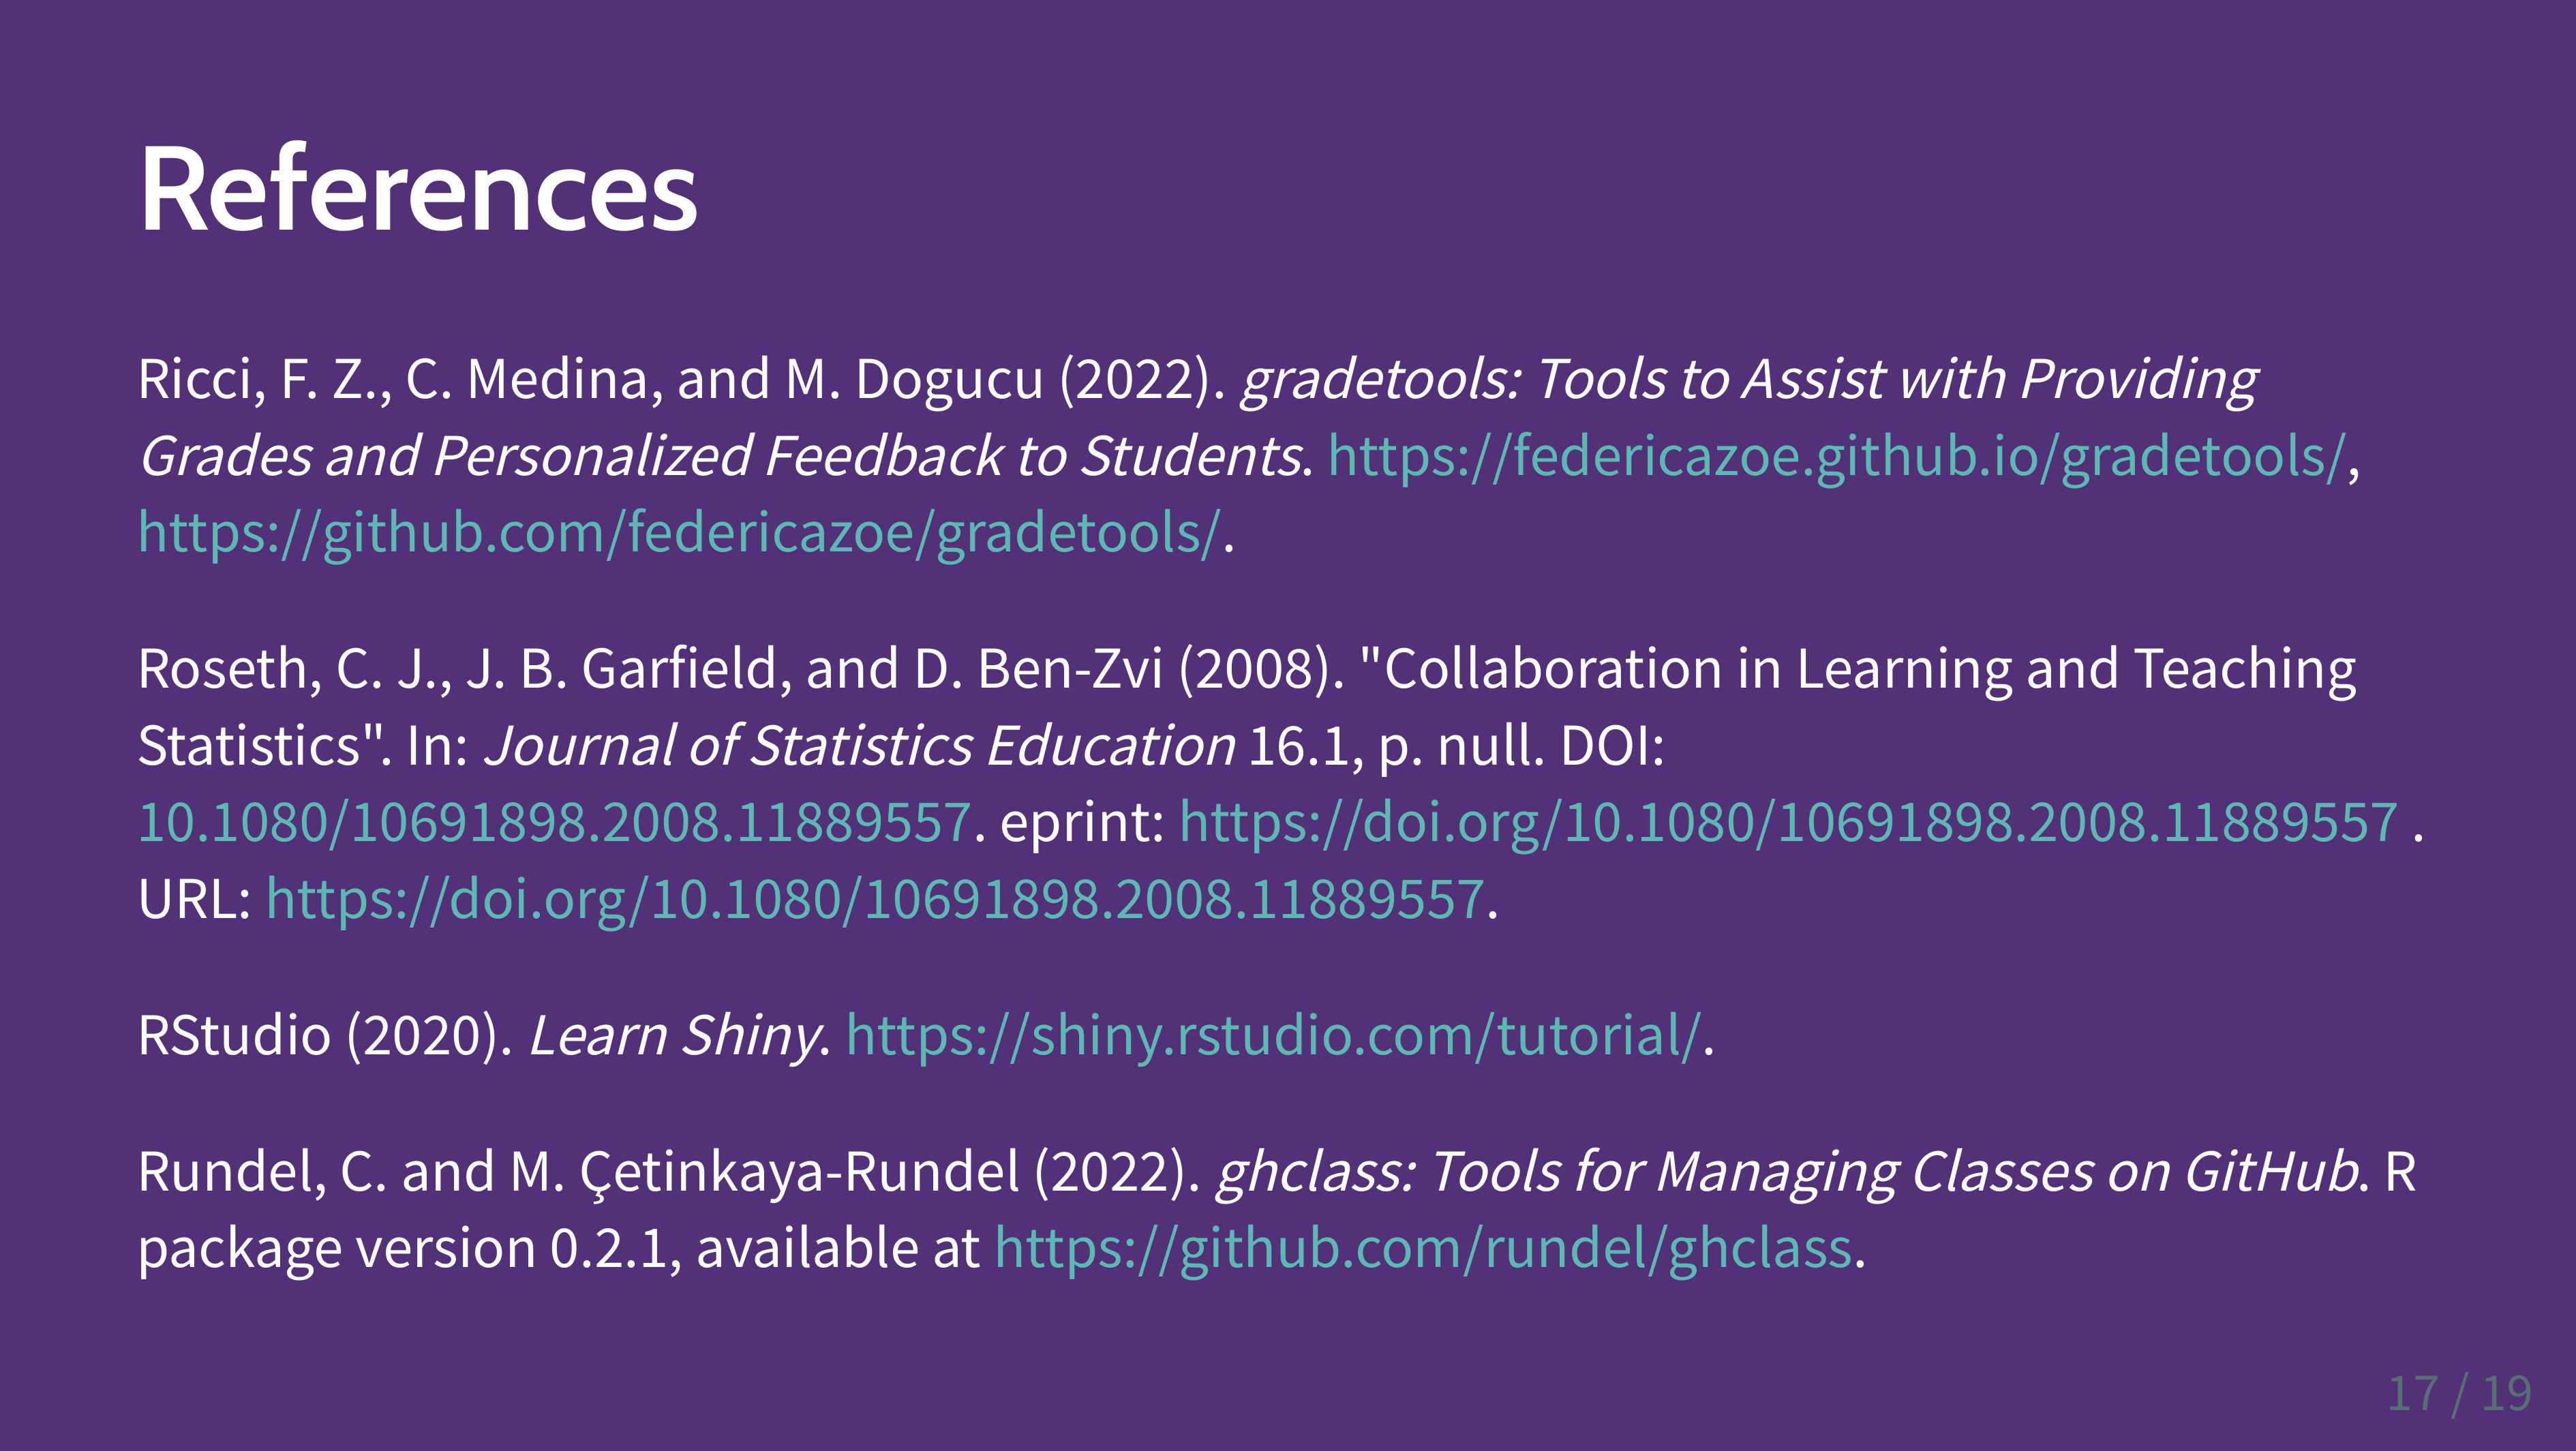 References
Ricci, F. Z., C. Medina, and M. Dogucu (2022). gradetools: Tools to Assist with Providing
Grades and Personalized Feedback to Students. https://federicazoe.github.io/gradetools/,
https://github.com/federicazoe/gradetools/.
Roseth, C. J., J. B. Garfield, and D. Ben-Zvi (2008). "Collaboration in Learning and Teaching
Statistics". In: Journal of Statistics Education 16.1, p. null. DOI:
10.1080/10691898.2008.11889557. eprint: https://doi.org/10.1080/10691898.2008.11889557 .
URL: https://doi.org/10.1080/10691898.2008.11889557.
RStudio (2020). Learn Shiny. https://shiny.rstudio.com/tutorial/.
Rundel, C. and M. Çetinkaya-Rundel (2022). ghclass: Tools for Managing Classes on GitHub. R
package version 0.2.1, available at https://github.com/rundel/ghclass.
17 / 19